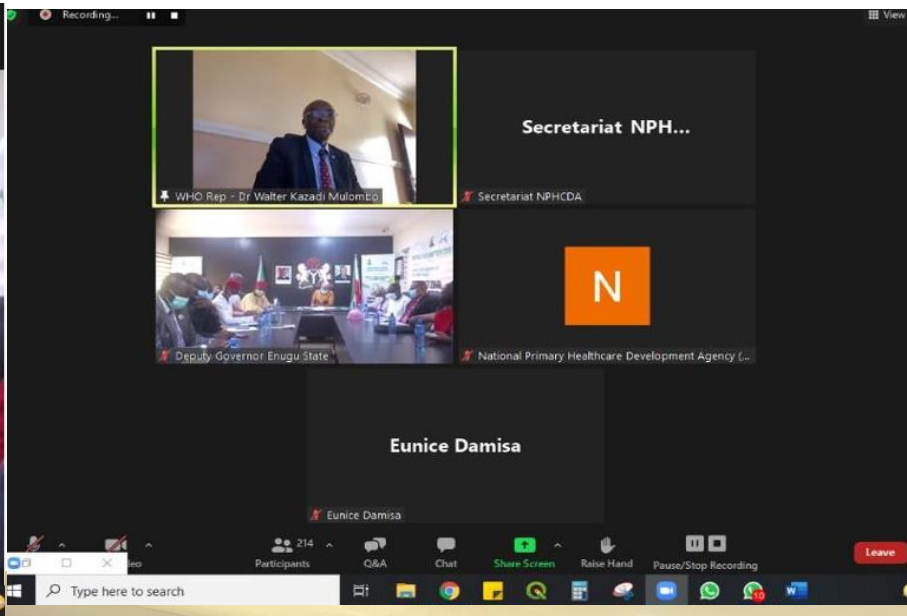 Recording...
View
WHO Rep - Dr Walter Kazadi Mulombo
Secretariat NPH...
Secretariat NPHCDA
Deputy Governor Enugu State
N
National Primary Healthcare Development Agency (...
Eunice Damisa
Eunice Damisa
214
Participants
Q&A
Chat
Share Screen
Raise Hand
Pause/Stop Recording
Leave
Type here to search
10